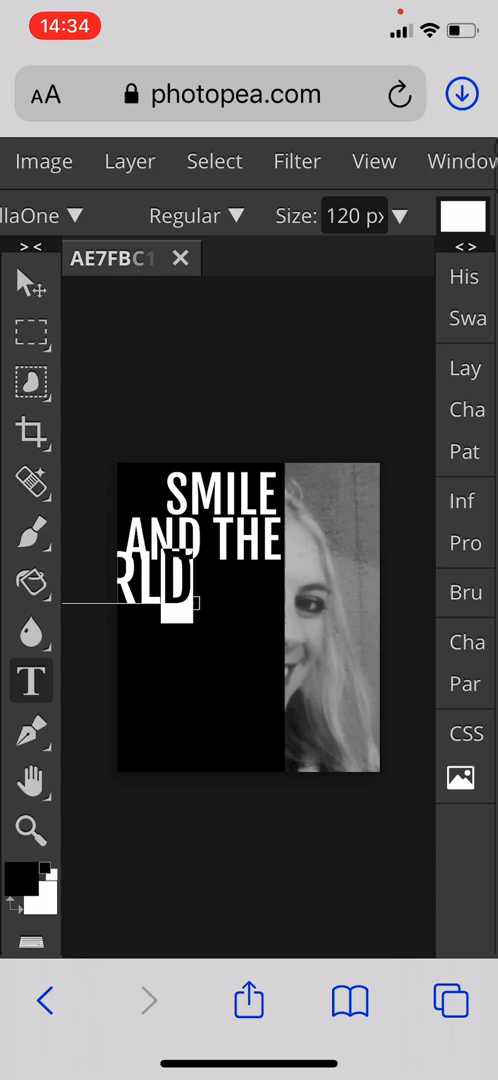 14:34
AA photopea.com
Image Layer Select Filter View Window
llaOne Regular Size: 120 px
> < AE7FBC1 < >
His
Swa
Lay
Cha
Pat
Inf
Pro
Bru
Cha
Par
CSS
T
SMILE
AND THE
RLD